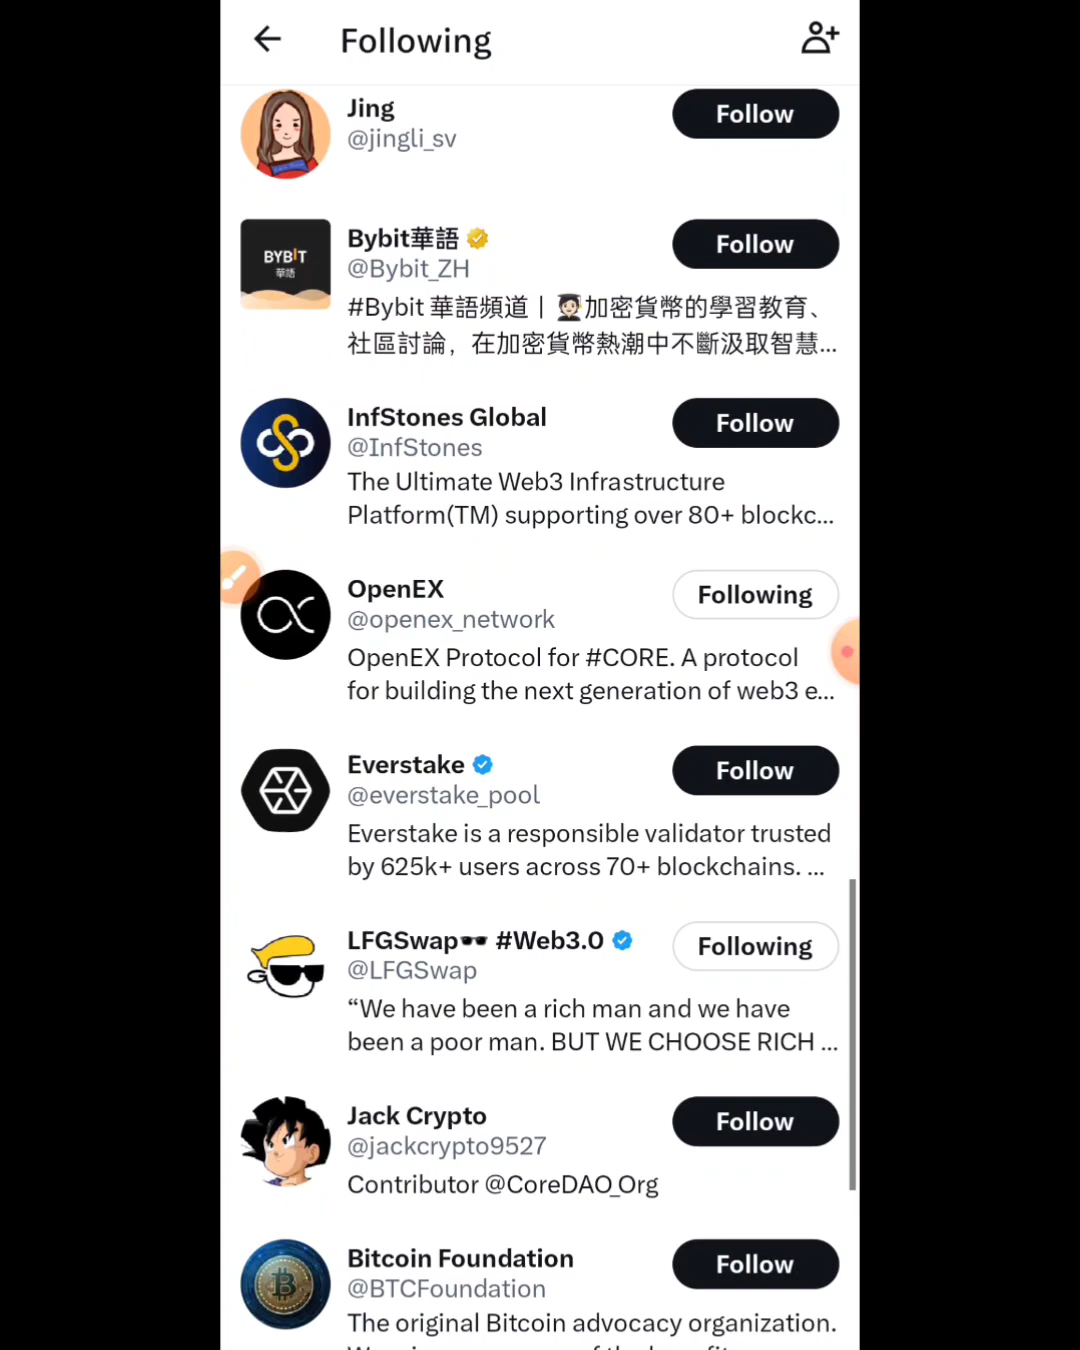 Following
Jing
Follow
@jingli_sv
Bybit華語
Follow
BYBIT
華語
@Bybit_ZH
#Bybit 華語頻道丨👩🏻‍🎓加密貨幣的學習教育、
社區討論，在加密貨幣熱潮中不斷汲取智慧...
InfStones Global
Follow
@InfStones
The Ultimate Web3 Infrastructure
Platform(TM) supporting over 80+ blockc...
OpenEX
Following
@openex_network
OpenEX Protocol for #CORE. A protocol
for building the next generation of web3 e...
Everstake
Follow
@everstake_pool
Everstake is a responsible validator trusted
by 625k+ users across 70+ blockchains. ...
LFGSwap🕶️ #Web3.0
Following
@LFGSwap
“We have been a rich man and we have
been a poor man. BUT WE CHOOSE RICH ...
Jack Crypto
Follow
@jackcrypto9527
Contributor @CoreDAO_Org
Bitcoin Foundation
Follow
@BTCFoundation
The original Bitcoin advocacy organization.